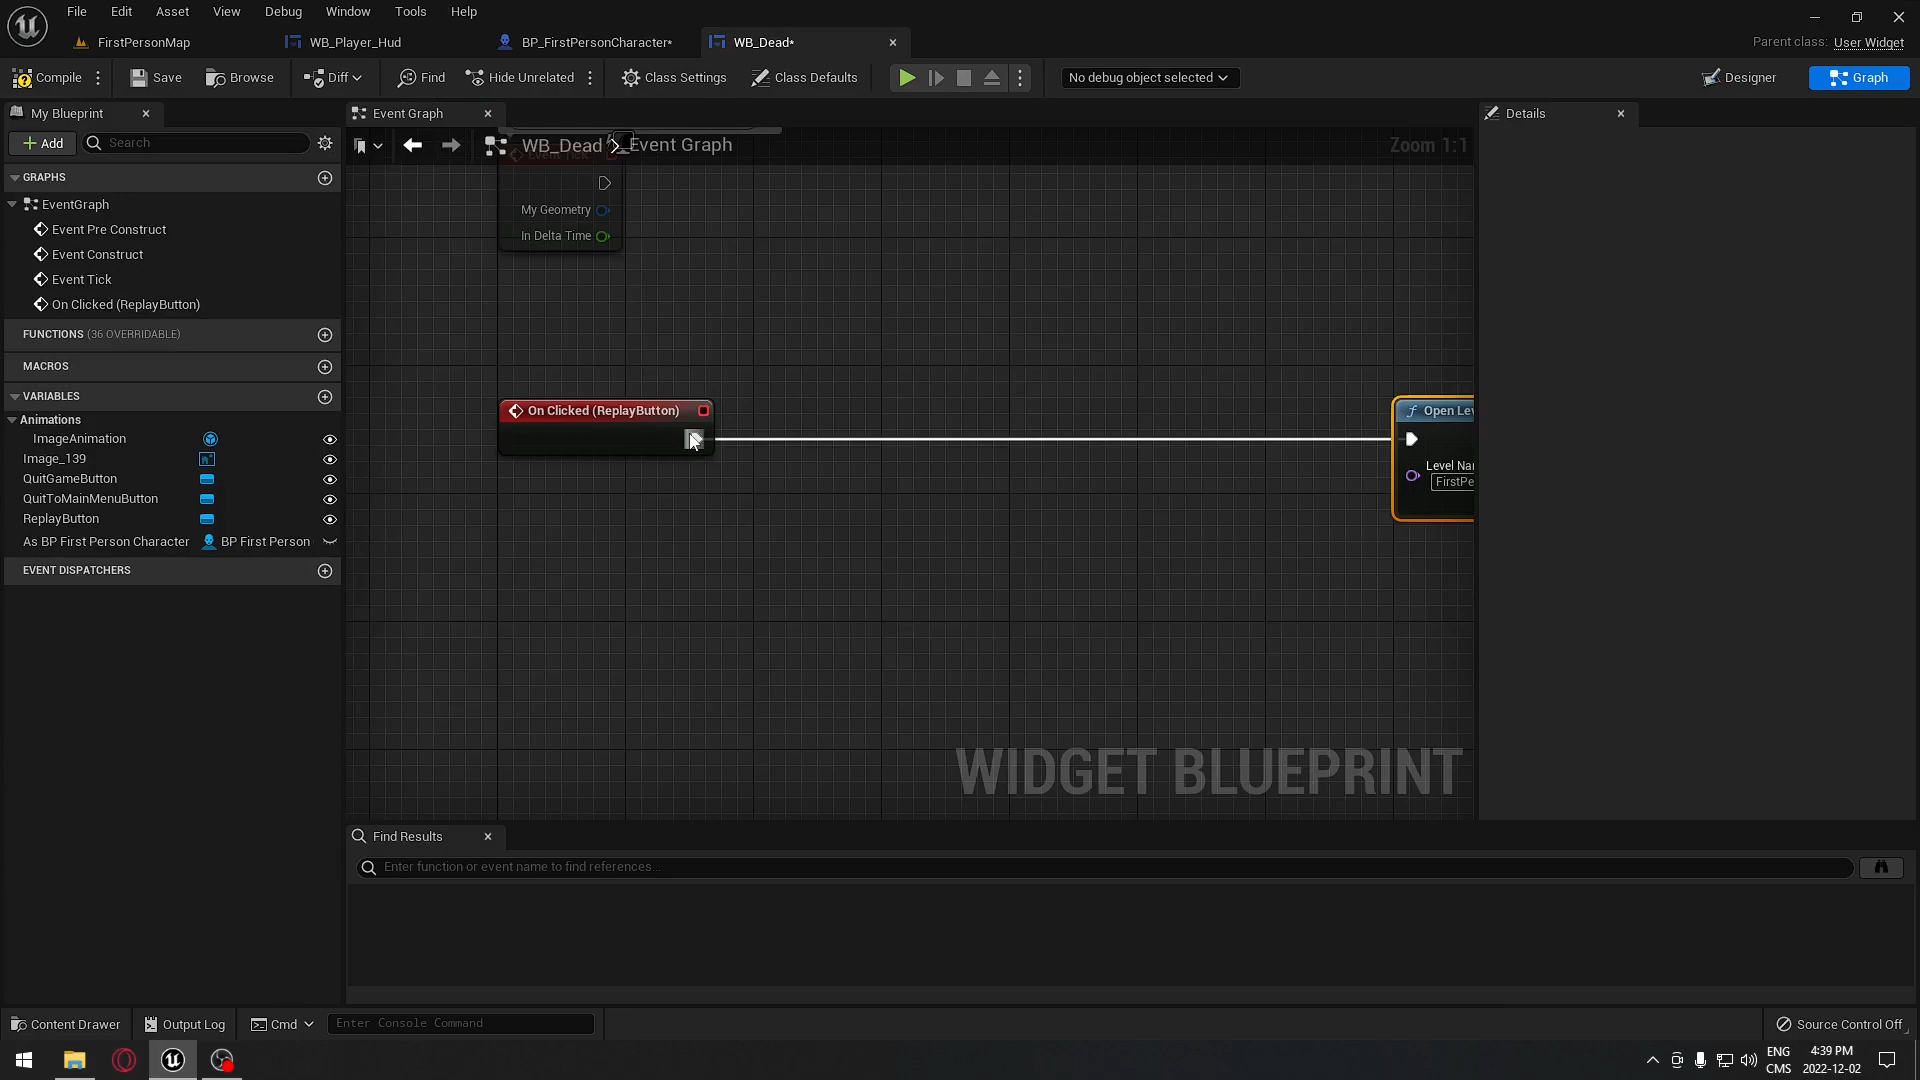 File Edit Asset View Debug Window Tools Help
FirstPersonMap WB_Player_Hud BP_FirstPersonCharacter* WB_Dead*
Parent class: User Widget
Compile Save Browse Diff Find Hide Unrelated Class Settings Class Defaults No debug object selected Designer Graph
My Blueprint Event Graph Details
Add Search
WB_Dead Event Graph Zoom 1:1
Event Tick
GRAPHS
EventGraph
My Geometry
Event Pre Construct
In Delta Time
Event Construct
Event Tick
On Clicked (ReplayButton)
FUNCTIONS (36 OVERRIDABLE)
MACROS
VARIABLES
On Clicked (ReplayButton) Open Lev
Animations
ImageAnimation
Image_139
Level Nar
QuitGameButton
FirstPe
QuitToMainMenuButton
ReplayButton
As BP First Person Character BP First Person
EVENT DISPATCHERS
WIDGET BLUEPRINT
Find Results
Enter function or event name to find references...
Content Drawer Output Log Cmd Enter Console Command Source Control Off
ENG 4:39 PM
CMS 2022-12-02